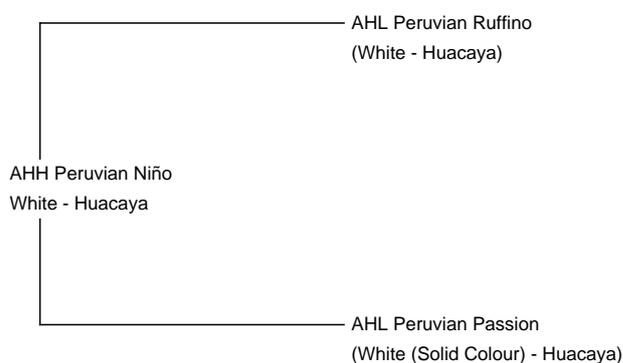 AHL Peruvian Ruffino
(White - Huacaya)
AHH Peruvian Niño
White - Huacaya
AHL Peruvian Passion
(White (Solid Colour) - Huacaya)